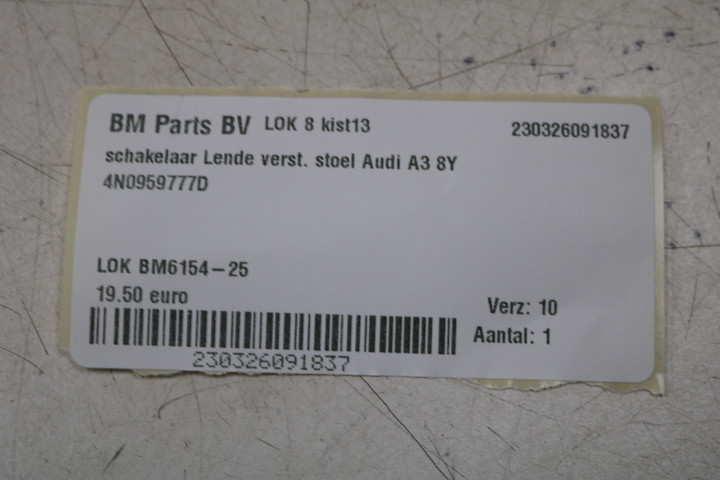 BM Parts BV LOK 8 kist13 230326091837
schakelaar Lende verst. stoel Audi A3 8Y
4N0959777D
LOK BM6154-25
19.50 euro Verz: 10
Aantal: 1
230326091837